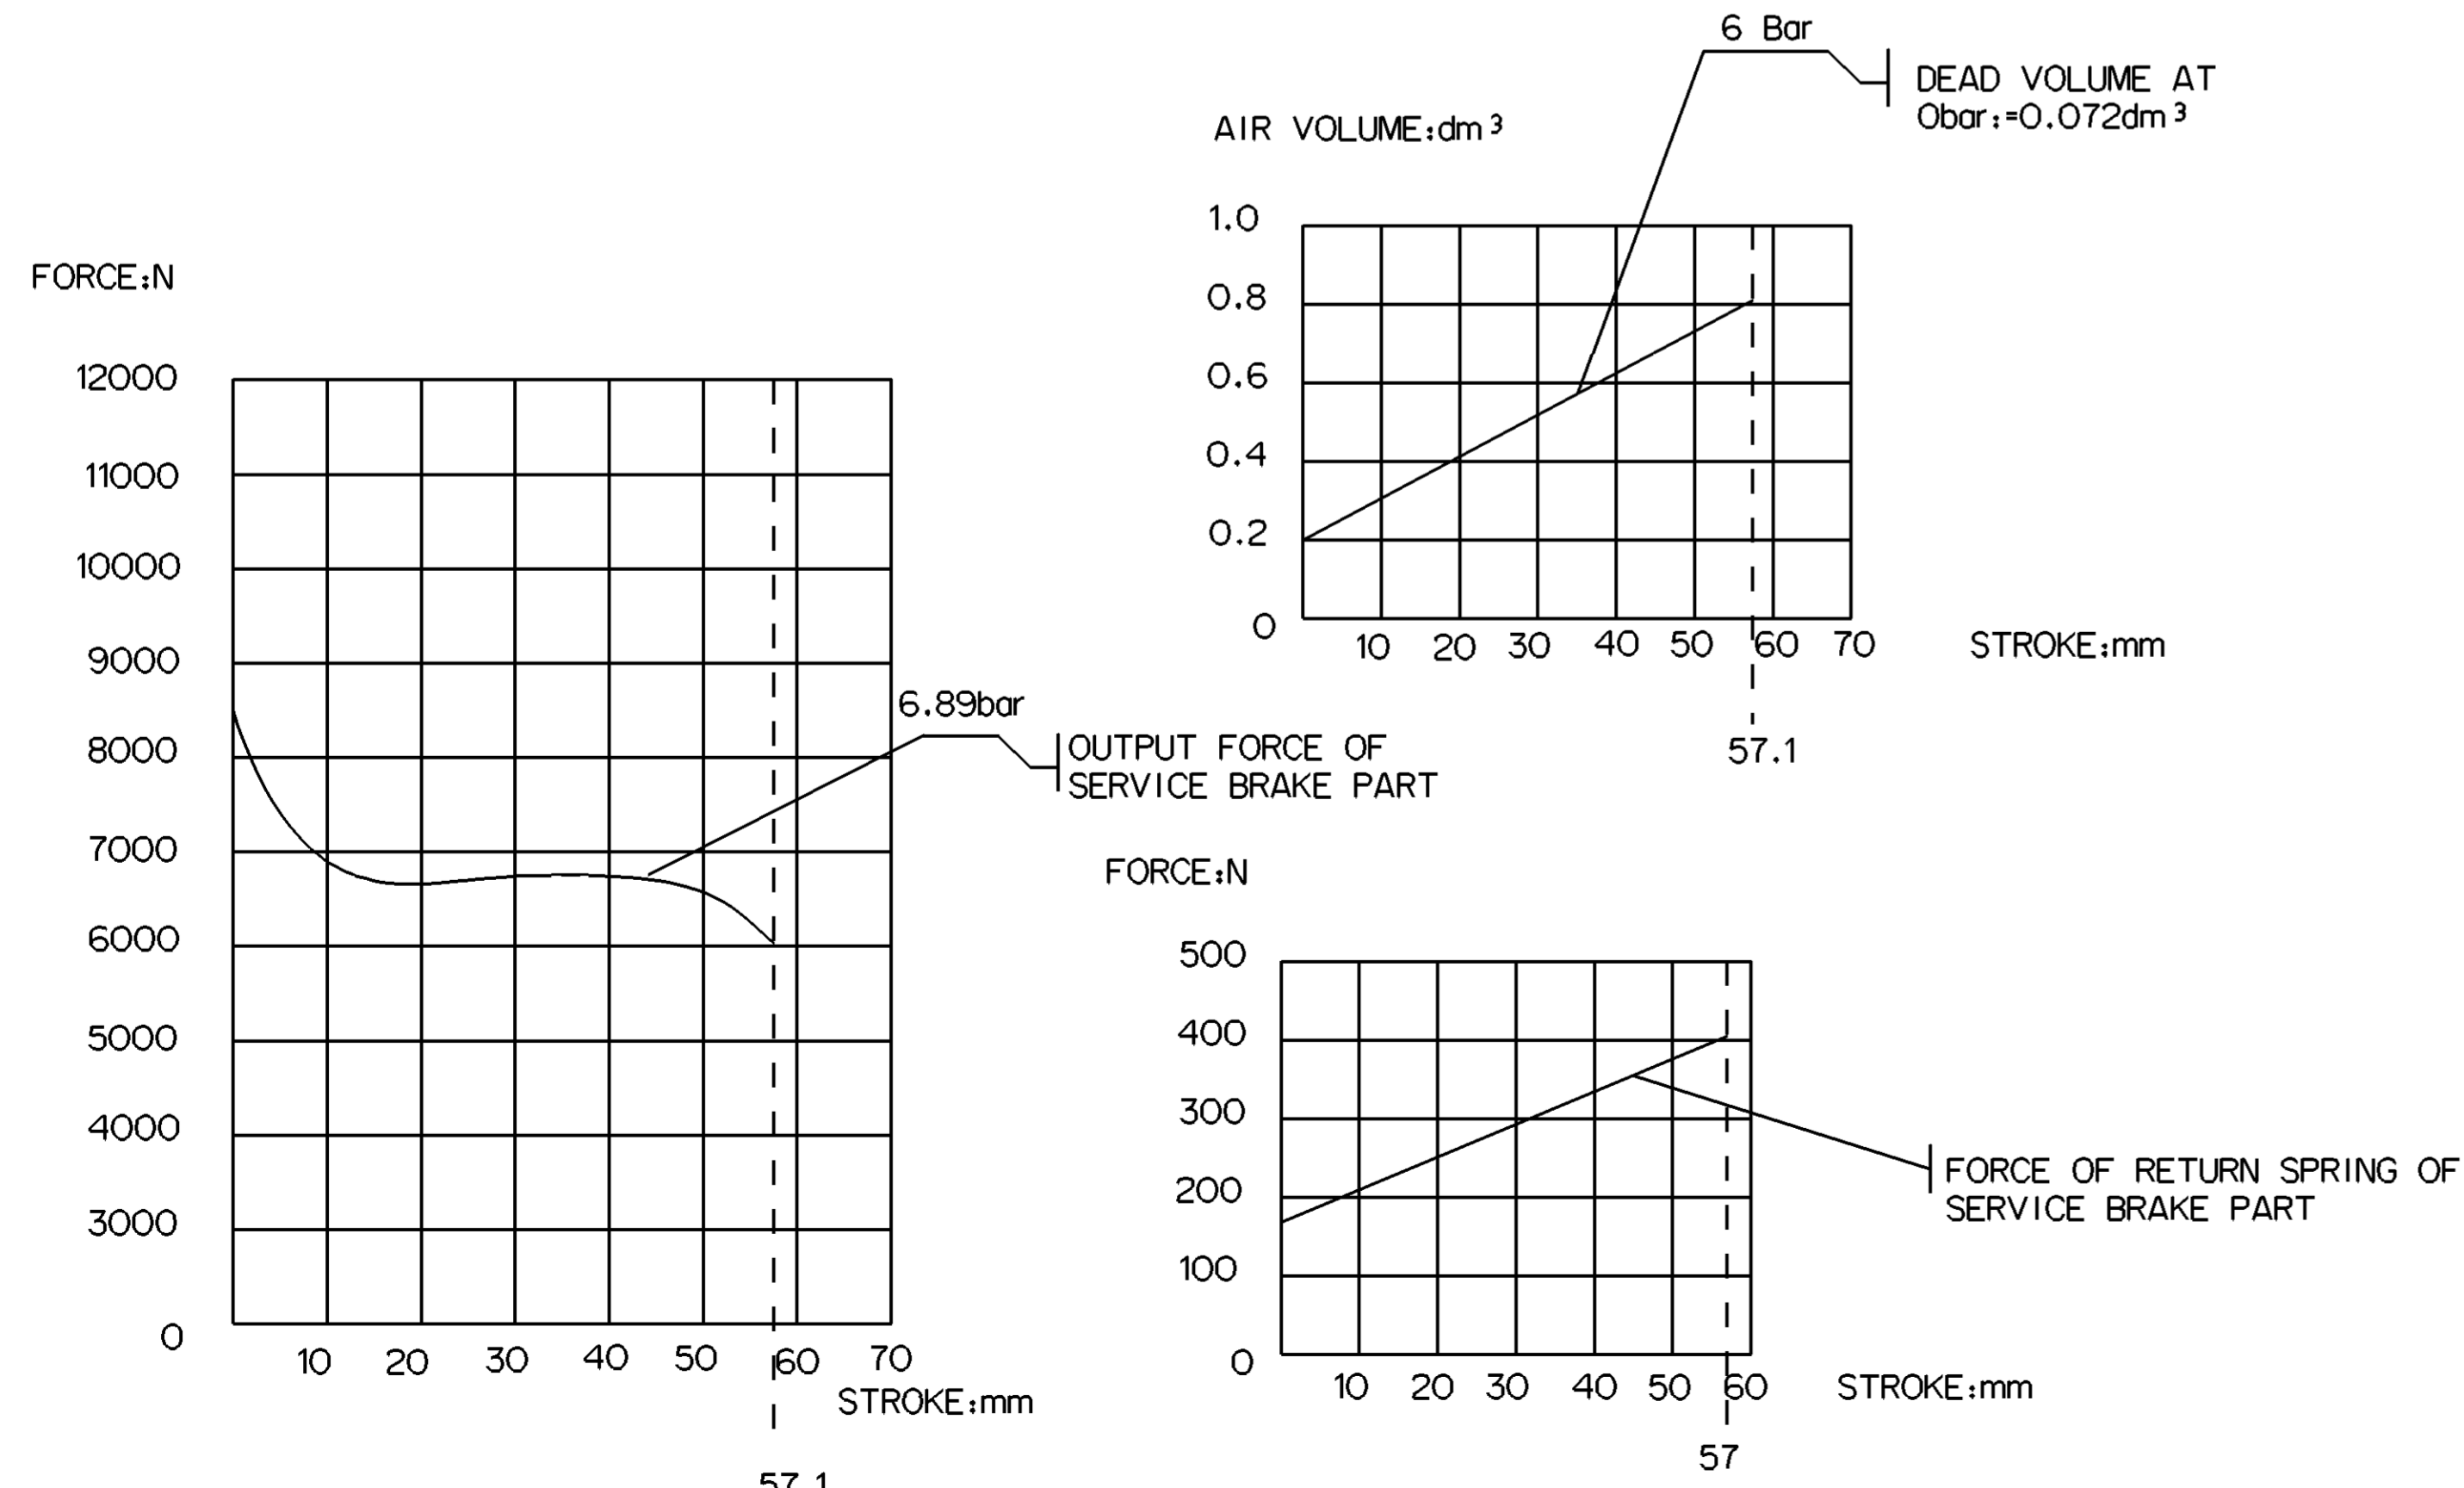 FORCE:N
12000
11000
10000
9000
8000
7000
6000
5000
4000
3000
0
10 20 30 40 50 60 70
STROKE:mm
57.1
6.89bar
OUTPUT FORCE OF
SERVICE BRAKE PART
6 Bar
DEAD VOLUME AT
0bar:=0.072dm³
AIR VOLUME:dm³
1.0
0.8
0.6
0.4
0.2
0
10 20 30 40 50 60 70
STROKE:mm
57.1
FORCE:N
500
400
300
200
100
0
10 20 30 40 50 60
STROKE:mm
57
FORCE OF RETURN SPRING OF
SERVICE BRAKE PART